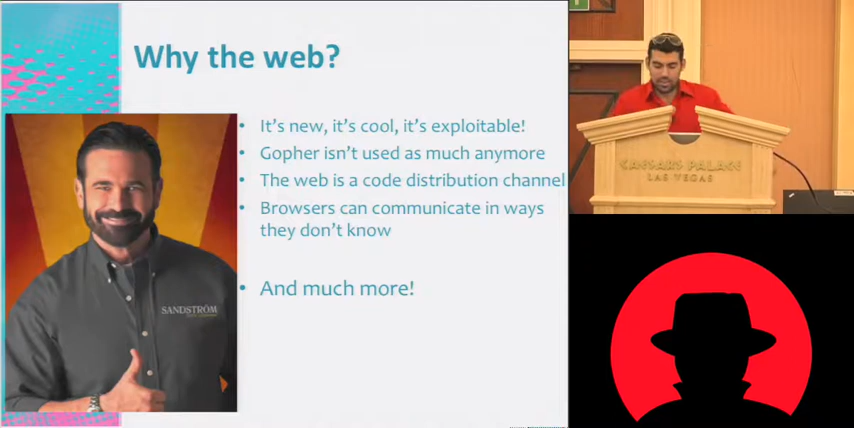 Why the web?
It's new, it's cool, it's exploitable!
Gopher isn't used as much anymore
The web is a code distribution channel
Browsers can communicate in ways
they don't know
And much more!
SANDSTRÖM
CAESARS PALACE
LAS VEGAS